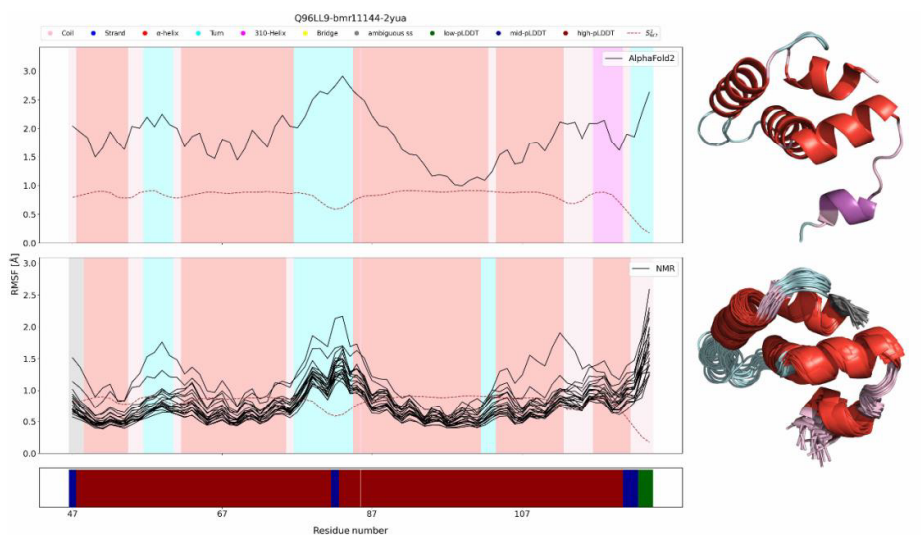 Q96LL9-bmr11144-2yua
Coil
Strand
α-helix
Turn
310-Helix
Bridge
ambiguous ss
low-pLDDT
mid-pLDDT
high-pLDDT
AlphaFold2
3.0
2.5
2.0
1.5
1.0
0.5
0.0
NMR
3.0
2.5
2.0
1.5
1.0
0.5
0.0
RMSF [Å]
47 67 87 107
Residue number